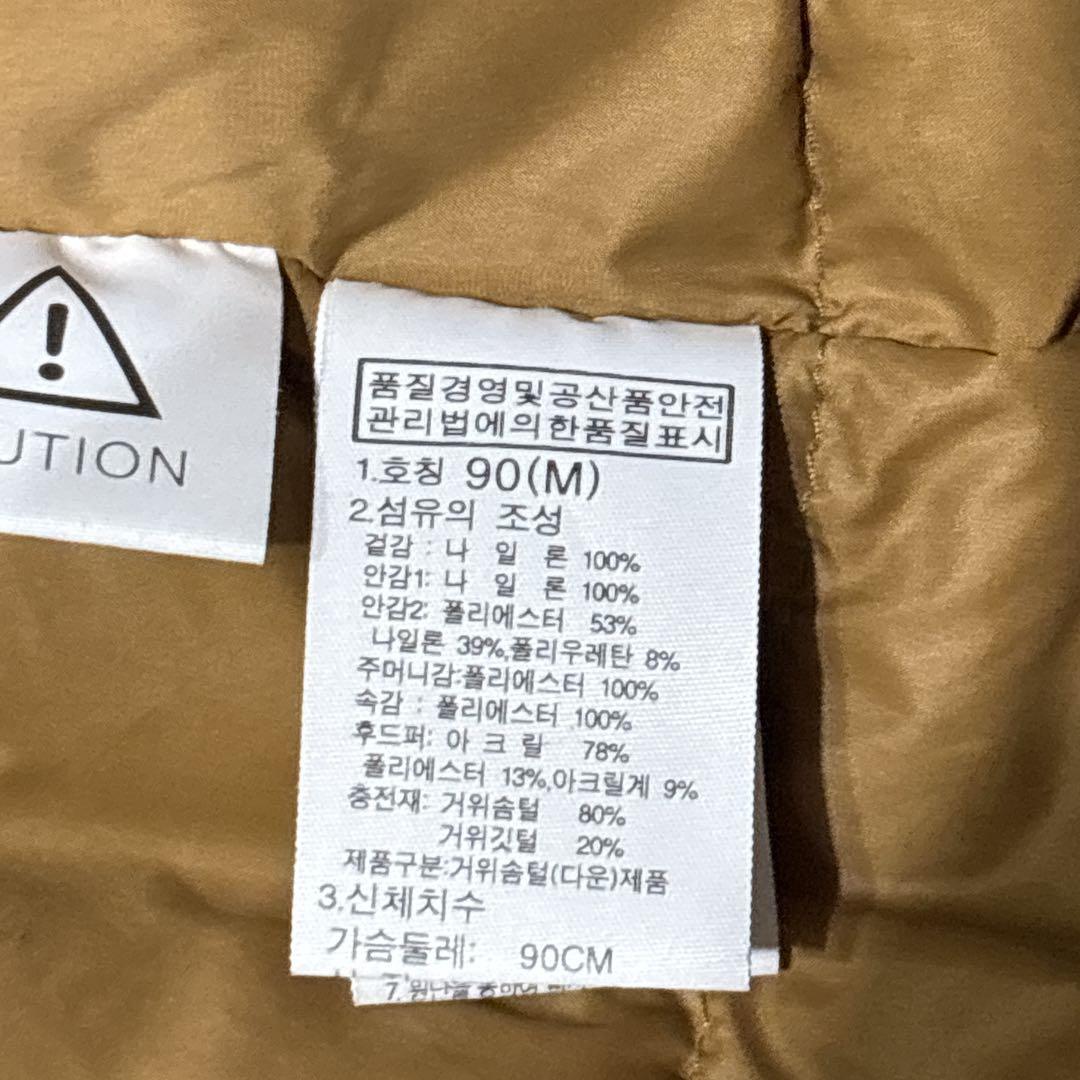 UTION
품질경영및공산품안전
관리법에의한품질표시
1.호칭 90(M)
2.섬유의 조성
겉감 : 나 일 론 100%
안감1: 나 일 론 100%
안감2: 폴리에스터 53%
나일론 39%,폴리우레탄 8%
주머니감:폴리에스터 100%
속감 : 폴리에스터 100%
후드퍼: 아 크 릴 78%
폴리에스터 13%,아크릴계 9%
충전재: 거위솜털 80%
거위깃털 20%
제품구분:거위솜털(다운)제품
3.신체치수
가슴둘레: 90CM
7.